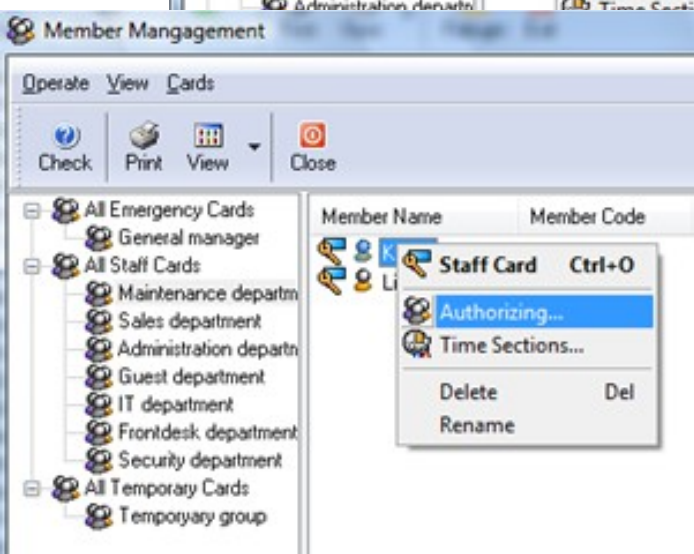 Administration departn
Time Secti
Member Mangagement
Operate View Cards
Check Print View Close
All Emergency Cards
General manager
All Staff Cards
Maintenance departm
Sales department
Administration departn
Guest department
IT department
Frontdesk department
Security department
All Temporary Cards
Temporyary group
Member Name Member Code
K
Li
Staff Card Ctrl+O
Authorizing...
Time Sections...
Delete Del
Rename